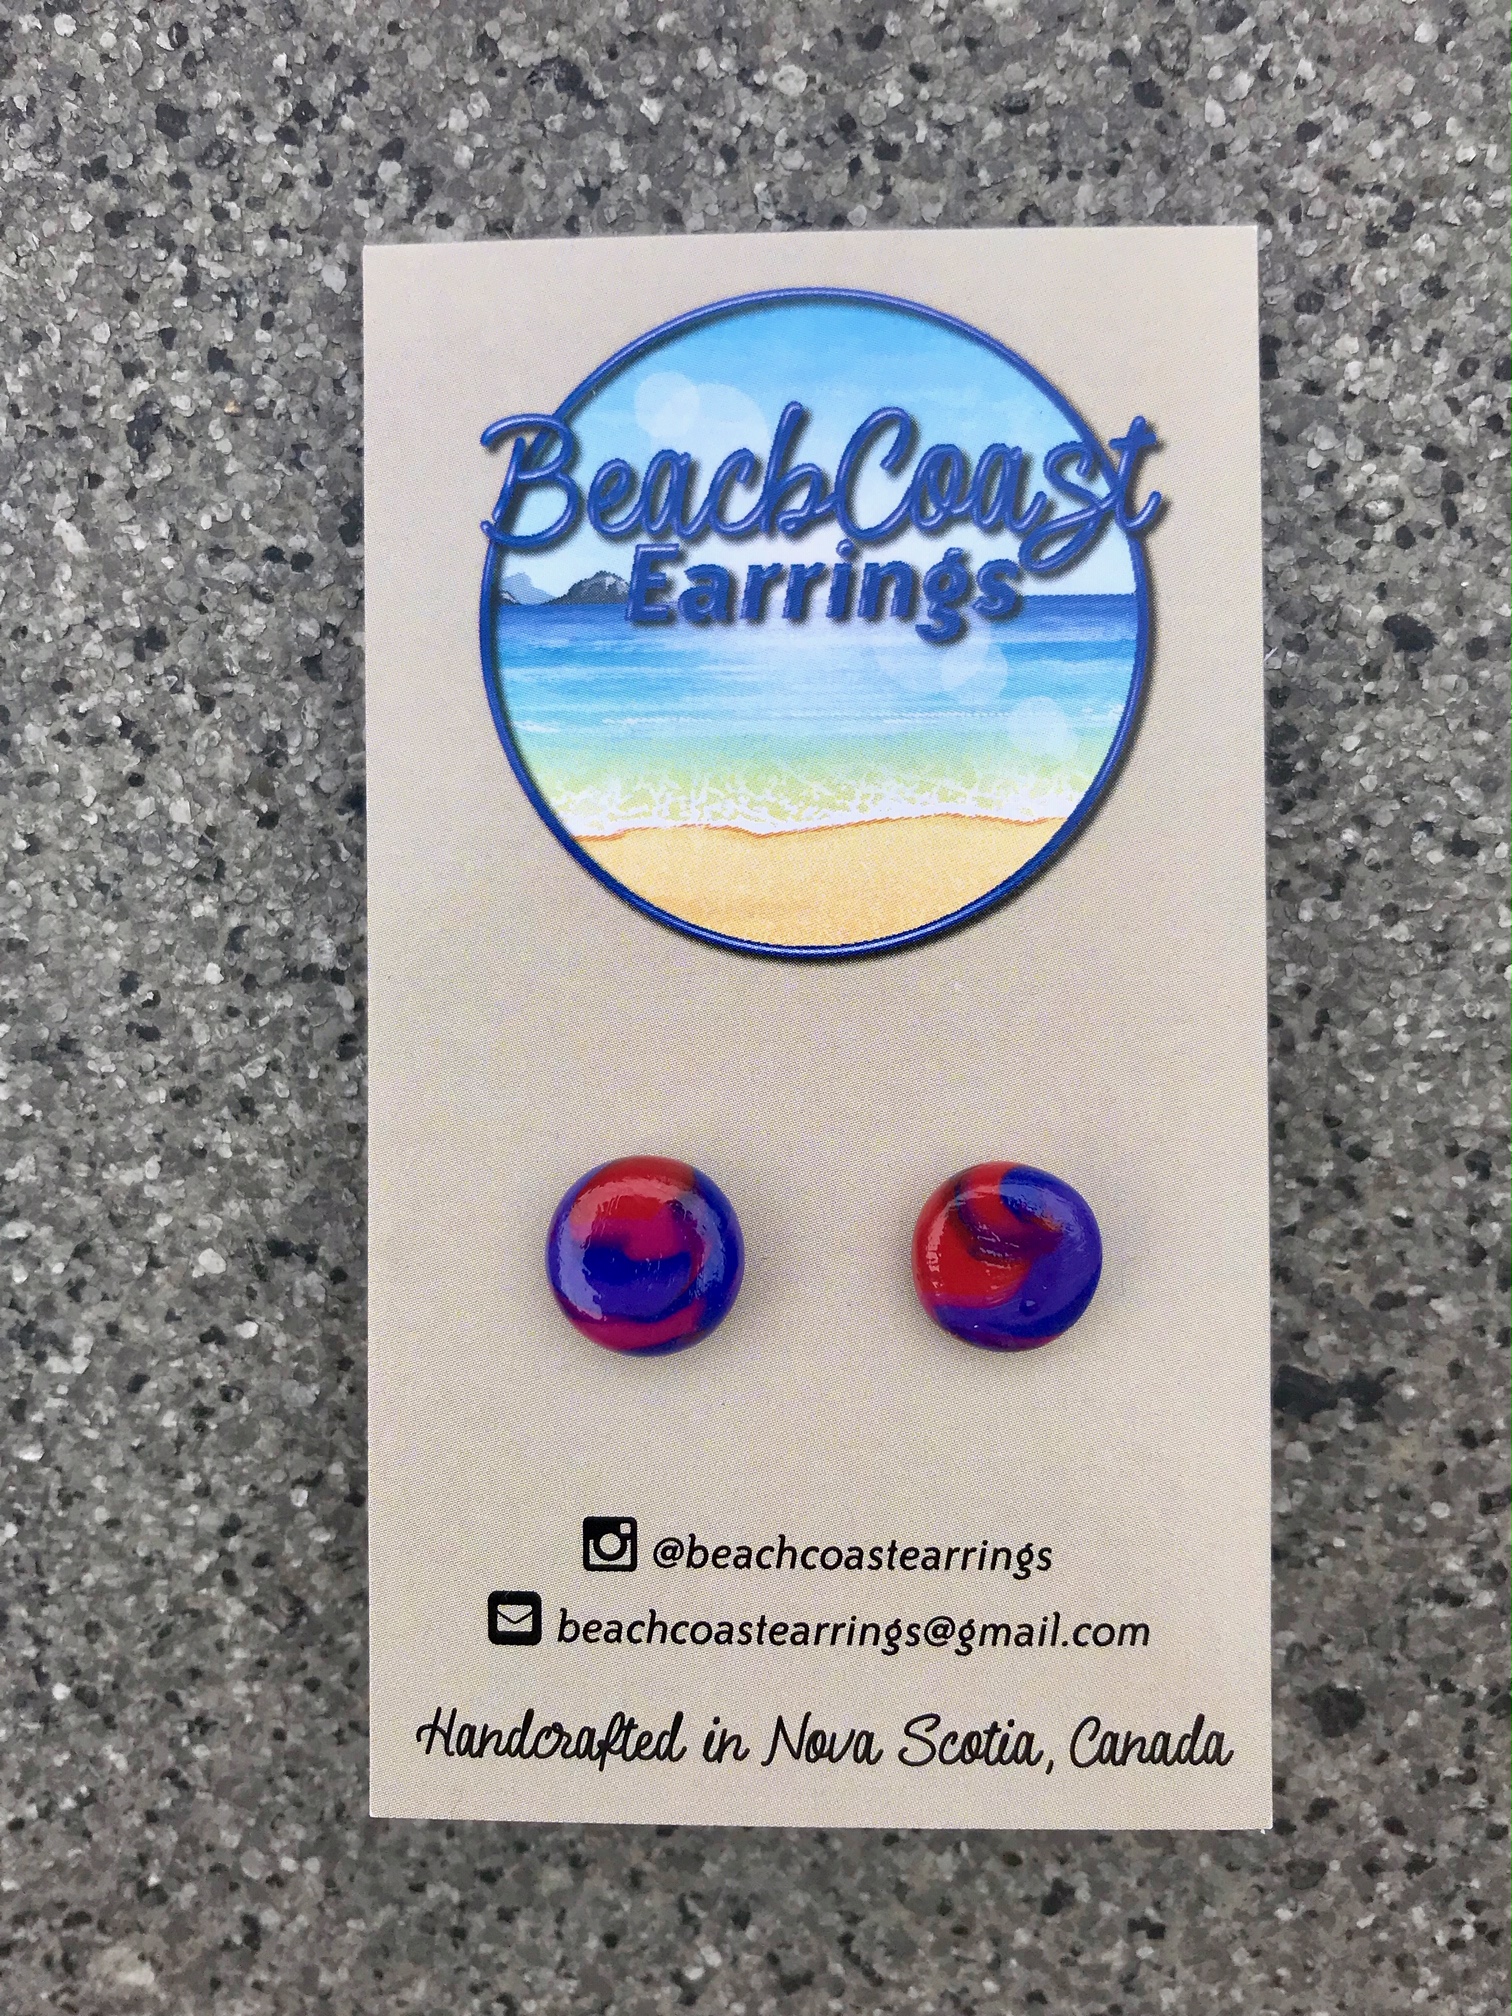 BeachCoast
Earrings
@beachcoastearrings
beachcoastearrings@gmail.com
Handcrafted in Nova Scotia, Canada